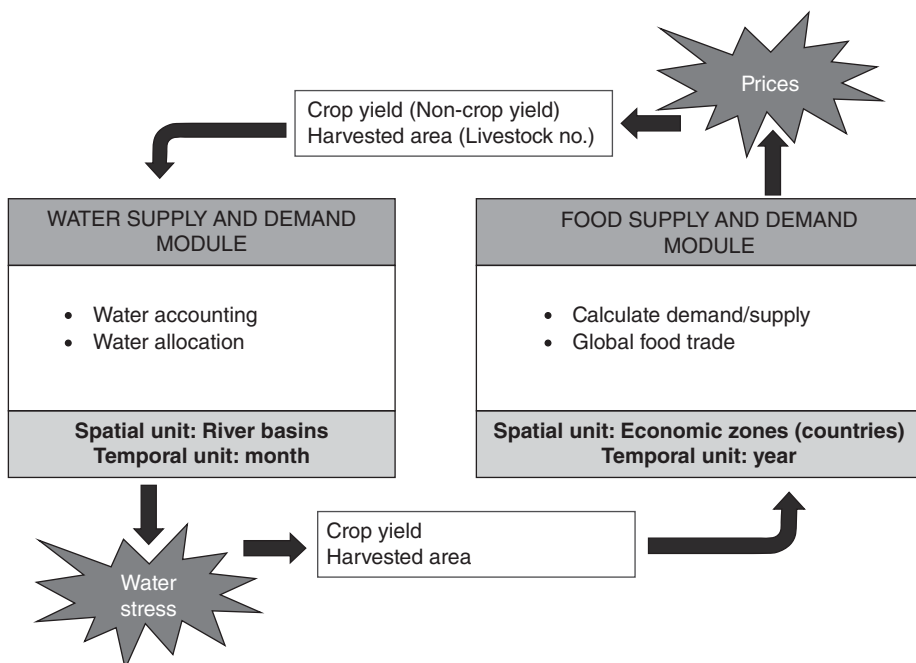 Prices
Crop yield (Non-crop yield)
Harvested area (Livestock no.)
WATER SUPPLY AND DEMAND
MODULE
• Water accounting
• Water allocation
Spatial unit: River basins
Temporal unit: month
FOOD SUPPLY AND DEMAND
MODULE
• Calculate demand/supply
• Global food trade
Spatial unit: Economic zones (countries)
Temporal unit: year
Water
stress
Crop yield
Harvested area